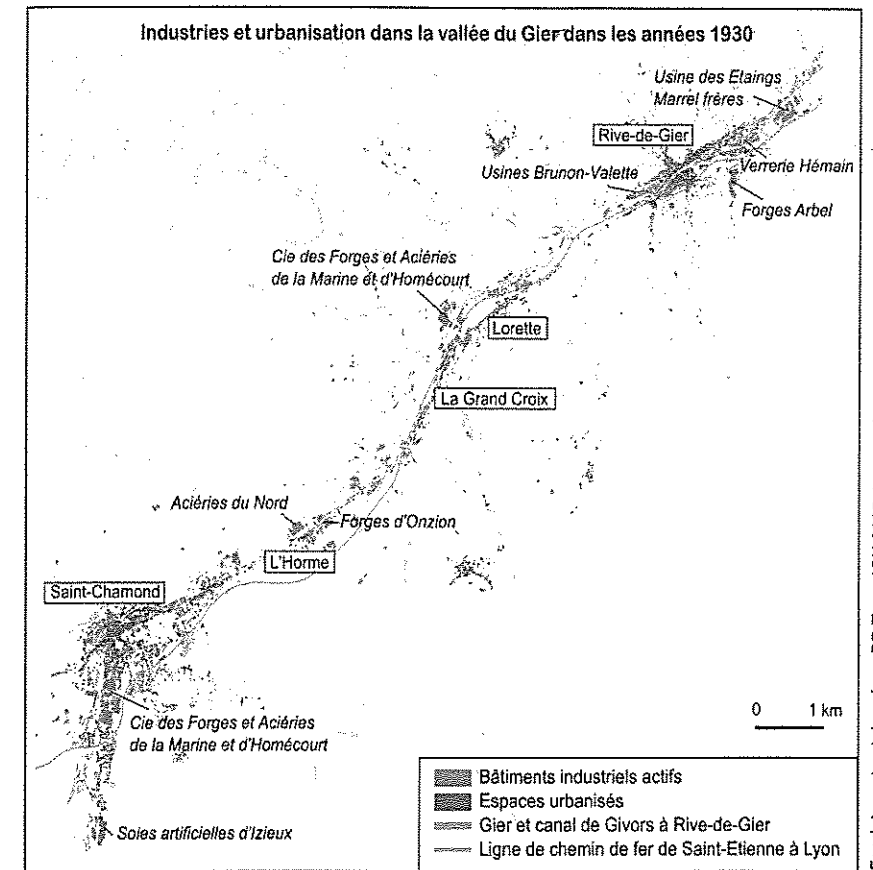 Industries et urbanisation dans la vallée du Gier dans les années 1930
Usine des Etaings
Marrel frères
Rive-de-Gier
Usines Brunon-Valette
Verrerie Hémain
Forges Arbel
Cie des Forges et Aciéries
de la Marine et d'Homécourt
Lorette
La Grand Croix
Aciéries du Nord
Forges d'Onzion
L'Horme
Saint-Chamond
Cie des Forges et Aciéries
de la Marine et d'Homécourt
0 1 km
Soies artificielles d'Izieux
Bâtiments industriels actifs
Espaces urbanisés
Gier et canal de Givors à Rive-de-Gier
Ligne de chemin de fer de Saint-Etienne à Lyon